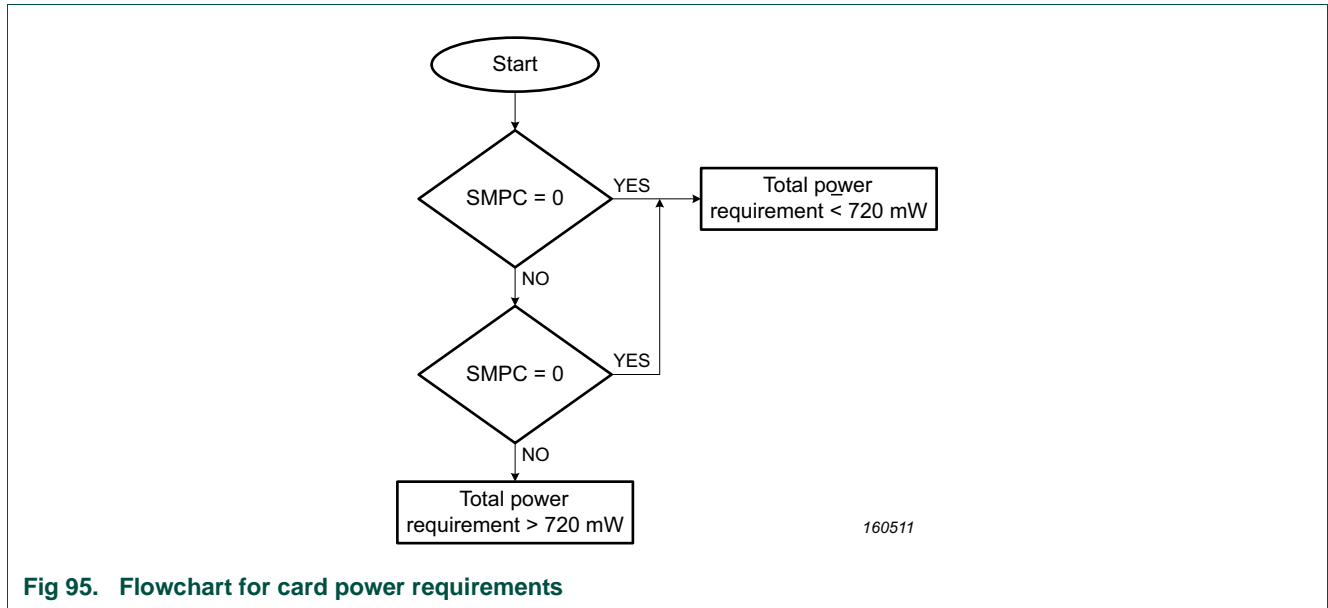 Start
SMPC = 0
YES
Total power
requirement ≤ 720 mW
NO
SMPC = 0
YES
NO
Total power
requirement > 720 mW
160511
Fig 95. Flowchart for card power requirements